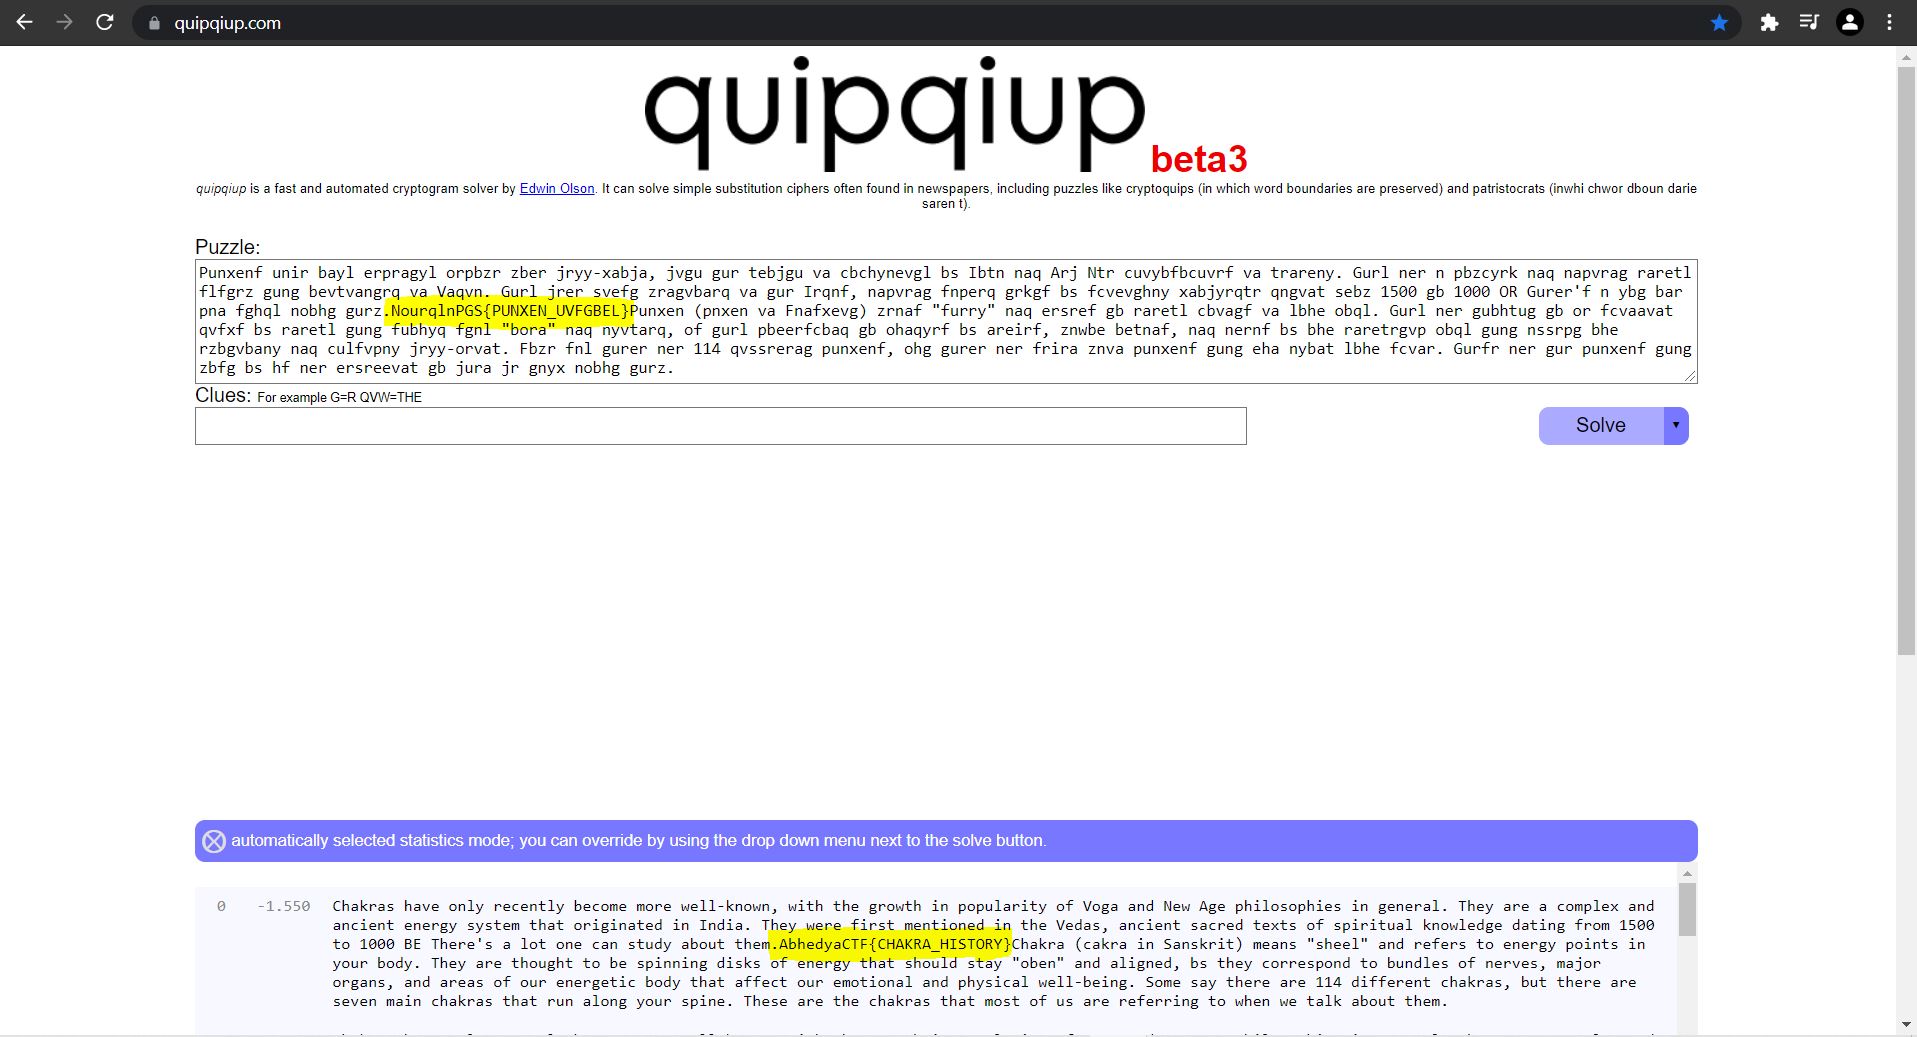 quipqiup.com
quipqiup beta3
quipqiup is a fast and automated cryptogram solver by Edwin Olson. It can solve simple substitution ciphers often found in newspapers, including puzzles like cryptoquips (in which word boundaries are preserved) and patristocrats (inwhi chwor dboun darie
saren t).
Puzzle:
Punxenf unir bayl erpragyl orpbzr zber jryy-xabja, jvgu gur tebjgu va cbchynevgl bs Ibtn naq Arj Ntr cuvybfbcuvrf va trareny. Gurl ner n pbzcyrk naq napvrag raretl
flfgrz gung bevtvangrq va Vaqvn. Gurl jrer svefg zragvbarq va gur Irqnf, napvrag fnperq grkgf bs fcvevghny xabjyrqtr qngvat sebz 1500 gb 1000 OR Gurer'f n ybg bar
pna fghql nobhg gurz.NourqlnPGS{PUNXEN_UVFGBEL}Punxen (pnxen va Fnafxevg) zrnaf "furry" naq ersref gb raretl cbvagf va lbhe obql. Gurl ner gubhtug gb or fcvaavat
qvfxf bs raretl gung fubhyq fgnl "bora" naq nyvtarq, of gurl pbeerfcbaq gb ohaqyrf bs areirf, znwbe betnaf, naq nernf bs bhe raretrgvp obql gung nssrpg bhe
rzbgvbany naq culfvpny jryy-orvat. Fbzr fnl gurer ner 114 qvssrerag punxenf, ohg gurer ner frira znva punxenf gung eha nybat lbhe fcvar. Gurfr ner gur punxenf gung
zbfg bs hf ner ersreevat gb jura jr gnyx nobhg gurz.
Clues: For example G=R QVW=THE
Solve
automatically selected statistics mode; you can override by using the drop down menu next to the solve button.
0 -1.550 Chakras have only recently become more well-known, with the growth in popularity of Voga and New Age philosophies in general. They are a complex and
ancient energy system that originated in India. They were first mentioned in the Vedas, ancient sacred texts of spiritual knowledge dating from 1500
to 1000 BE There's a lot one can study about them.AbhedyaCTF{CHAKRA_HISTORY}Chakra (cakra in Sanskrit) means "sheel" and refers to energy points in
your body. They are thought to be spinning disks of energy that should stay "oben" and aligned, bs they correspond to bundles of nerves, major
organs, and areas of our energetic body that affect our emotional and physical well-being. Some say there are 114 different chakras, but there are
seven main chakras that run along your spine. These are the chakras that most of us are referring to when we talk about them.